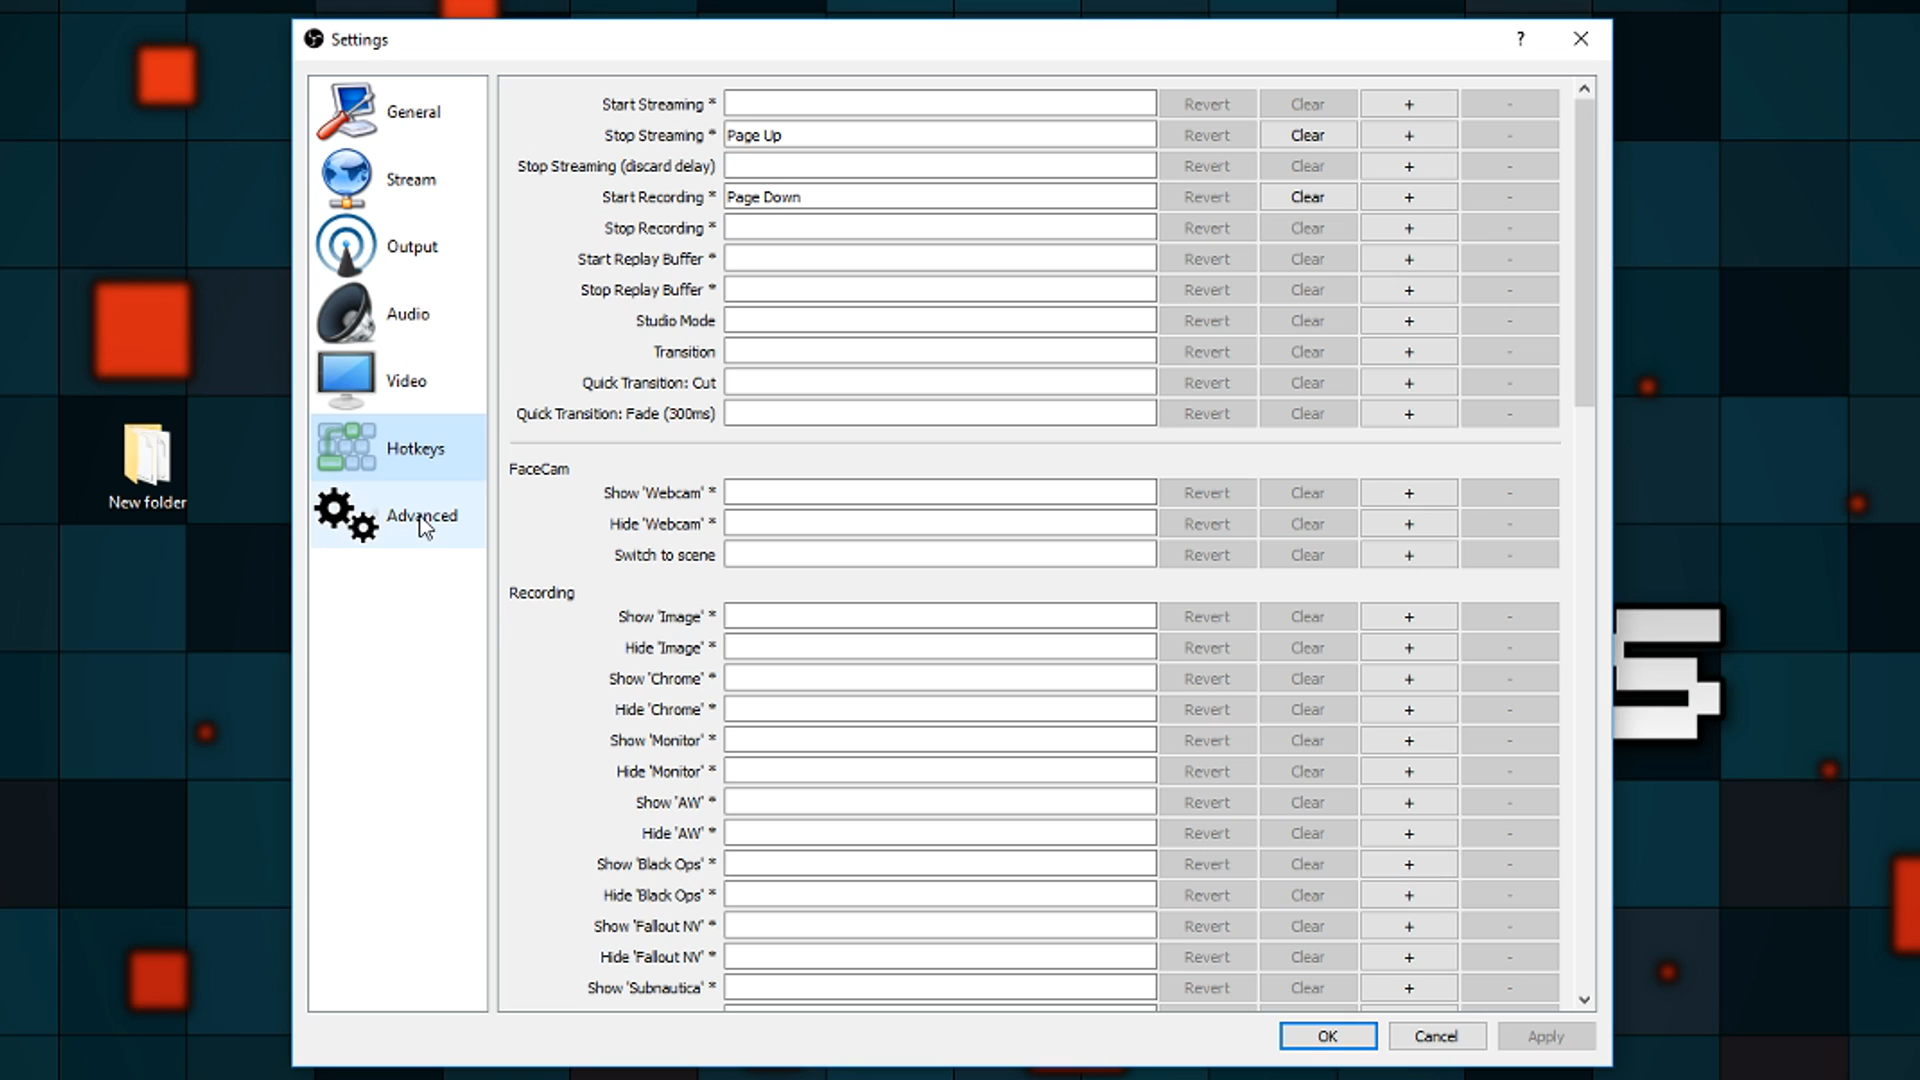 Settings
?
General
Stream
Output
Audio
Video
Hotkeys
Advanced
New folder
Start Streaming * Revert Clear + -
Stop Streaming * Page Up Revert Clear + -
Stop Streaming (discard delay) Revert Clear + -
Start Recording * Page Down Revert Clear + -
Stop Recording * Revert Clear + -
Start Replay Buffer * Revert Clear + -
Stop Replay Buffer * Revert Clear + -
Studio Mode Revert Clear + -
Transition Revert Clear + -
Quick Transition: Cut Revert Clear + -
Quick Transition: Fade (300ms) Revert Clear + -
FaceCam
Show 'Webcam' * Revert Clear + -
Hide 'Webcam' * Revert Clear + -
Switch to scene Revert Clear + -
Recording
Show 'Image' * Revert Clear + -
Hide 'Image' * Revert Clear + -
Show 'Chrome' * Revert Clear + -
Hide 'Chrome' * Revert Clear + -
Show 'Monitor' * Revert Clear + -
Hide 'Monitor' * Revert Clear + -
Show 'AW' * Revert Clear + -
Hide 'AW' * Revert Clear + -
Show 'Black Ops' * Revert Clear + -
Hide 'Black Ops' * Revert Clear + -
Show 'Fallout NV' * Revert Clear + -
Hide 'Fallout NV' * Revert Clear + -
Show 'Subnautica' * Revert Clear + -
OK Cancel Apply
S